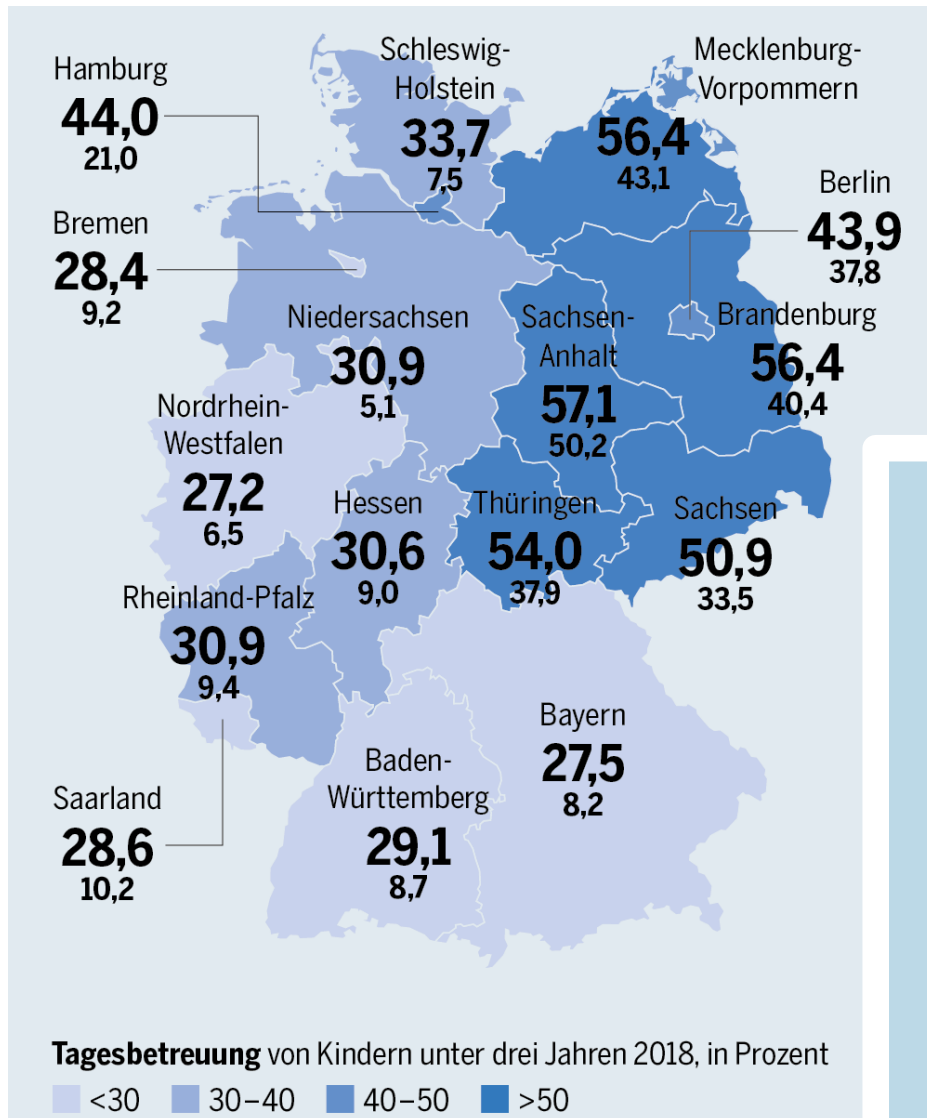 Schleswig-
Holstein
33,7
7,5
Mecklenburg-
Vorpommern
56,4
43,1
Hamburg
44,0
21,0
Berlin
43,9
37,8
Bremen
28,4
9,2
Niedersachsen
30,9
5,1
Sachsen-
Anhalt
57,1
50,2
Brandenburg
56,4
40,4
Nordrhein-
Westfalen
27,2
6,5
Hessen
30,6
9,0
Thüringen
54,0
37,9
Sachsen
50,9
33,5
Rheinland-Pfalz
30,9
9,4
Saarland
28,6
10,2
Baden-
Württemberg
29,1
8,7
Bayern
27,5
8,2
Tagesbetreuung von Kindern unter drei Jahren 2018, in Prozent
<30 30–40 40–50 >50